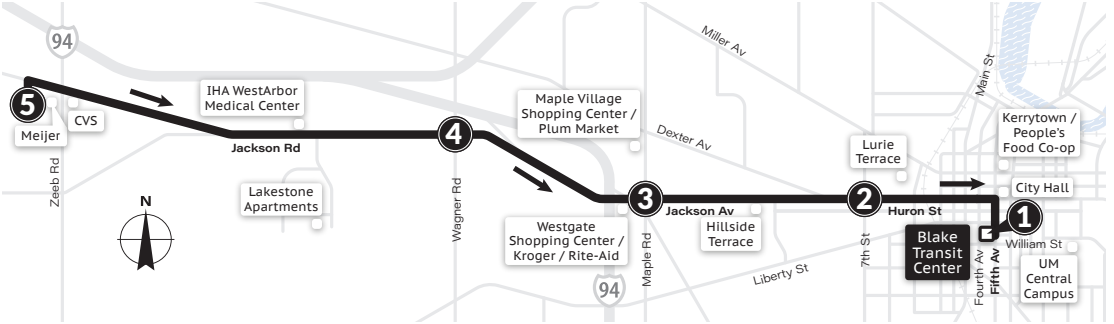 94
5
Meijer
CVS
Zeeb Rd
IHA WestArbor
Medical Center
Jackson Rd
Lakestone
Apartments
N
4
Wagner Rd
Maple Village
Shopping Center /
Plum Market
Westgate
Shopping Center /
Kroger / Rite-Aid
94
3
Maple Rd
Jackson Av
Miller Av
Dexter Av
Hillside
Terrace
Liberty St
Lurie
Terrace
2
7th St
Huron St
Main St
Kerrytown /
People's
Food Co-op
City Hall
1
Blake
Transit
Center
Fourth Av
Fifth Av
William St
UM
Central
Campus